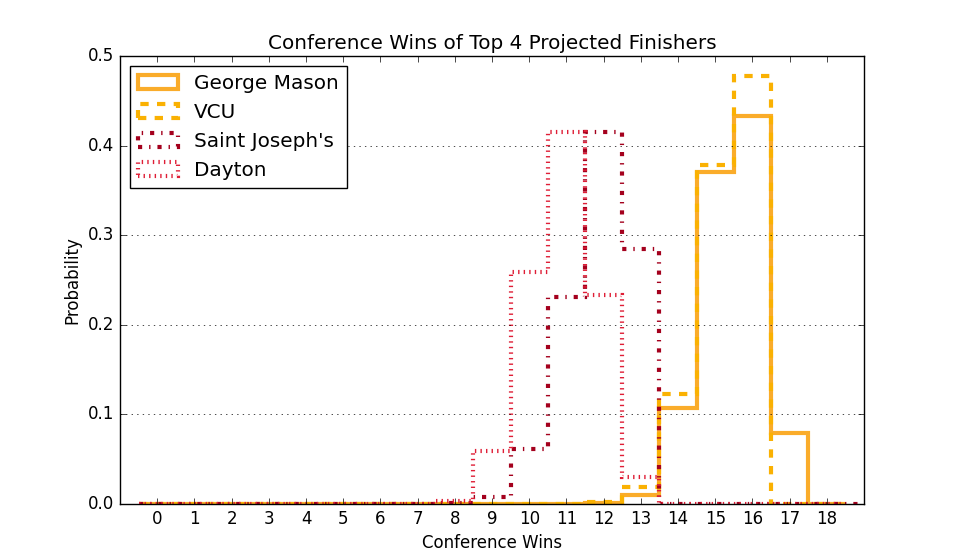 Conference Wins of Top 4 Projected Finishers
0.5
George Mason
VCU
Saint Joseph's
Dayton
0.4
0.3
0.2
0.1
0.0
Probability
0 1 2 3 4 5 6 7 8 9 10 11 12 13 14 15 16 17 18
Conference Wins